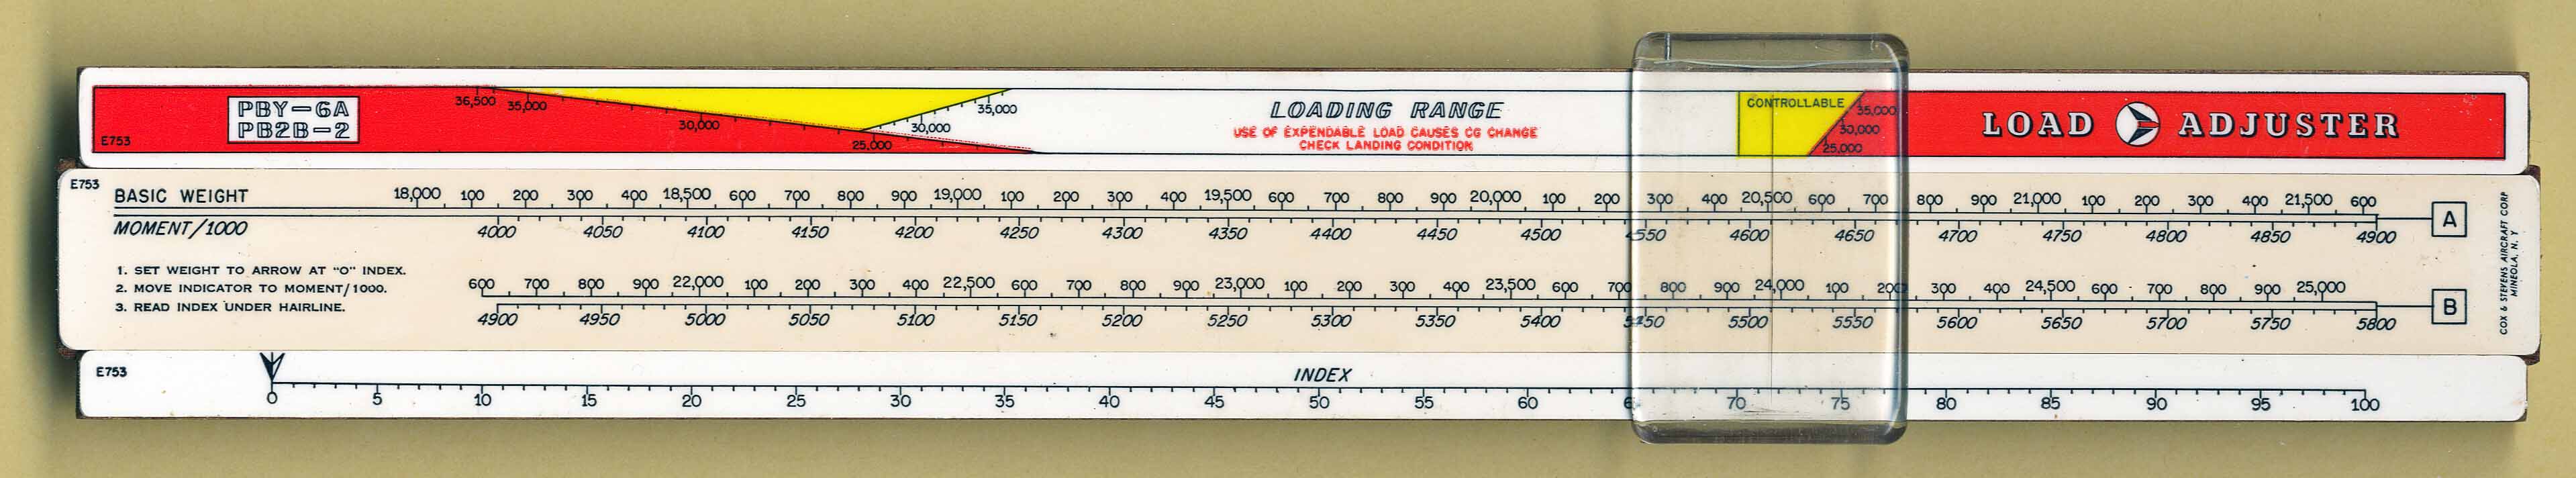 36,500 35,000 30,000 25,000
PBY-6A
PB2B-2
E753
30,000 35,000
LOADING RANGE
USE OF EXPENDABLE LOAD CAUSES CG CHANGE
CHECK LANDING CONDITION
CONTROLLABLE
35,000
30,000
25,000
LOAD ADJUSTER
E753
BASIC WEIGHT 18,000 100 200 300 400 18,500 600 700 800 900 19,000 100 200 300 400 19,500 600 700 800 900 20,000 100 200 300 400 20,500 600 700 800 900 21,000 100 200 300 400 21,500 600
A
MOMENT/1000 4000 4050 4100 4150 4200 4250 4300 4350 4400 4450 4500 4550 4600 4650 4700 4750 4800 4850 4900
1. SET WEIGHT TO ARROW AT "O" INDEX.
2. MOVE INDICATOR TO MOMENT/1000.
3. READ INDEX UNDER HAIRLINE.
600 700 800 900 22,000 100 200 300 400 22,500 600 700 800 900 23,000 100 200 300 400 23,500 600 700 800 900 24,000 100 200 300 400 24,500 600 700 800 900 25,000
B
4900 4950 5000 5050 5100 5150 5200 5250 5300 5350 5400 5450 5500 5550 5600 5650 5700 5750 5800
COX & STEVENS AIRCRAFT CORP
MINEOLA, N. Y
E753
INDEX
0 5 10 15 20 25 30 35 40 45 50 55 60 65 70 75 80 85 90 95 100